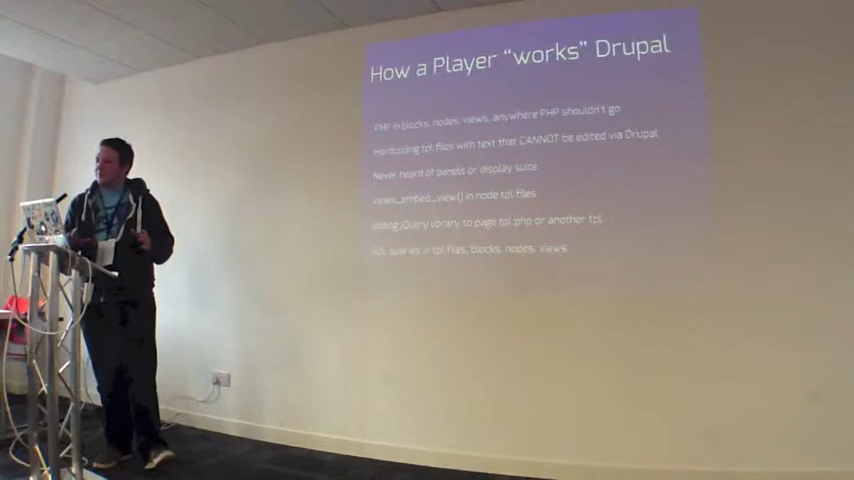 How a Player “works” Drupal
PHP in blocks, nodes, views, anywhere PHP shouldn't go
Hardcoding tpl files with text that CANNOT be edited via Drupal
Never heard of panels or display suite
views_embed_view() in node tpl files
adding jQuery library to page tpl php or another tpl
SQL queries in tpl files, blocks, nodes, views